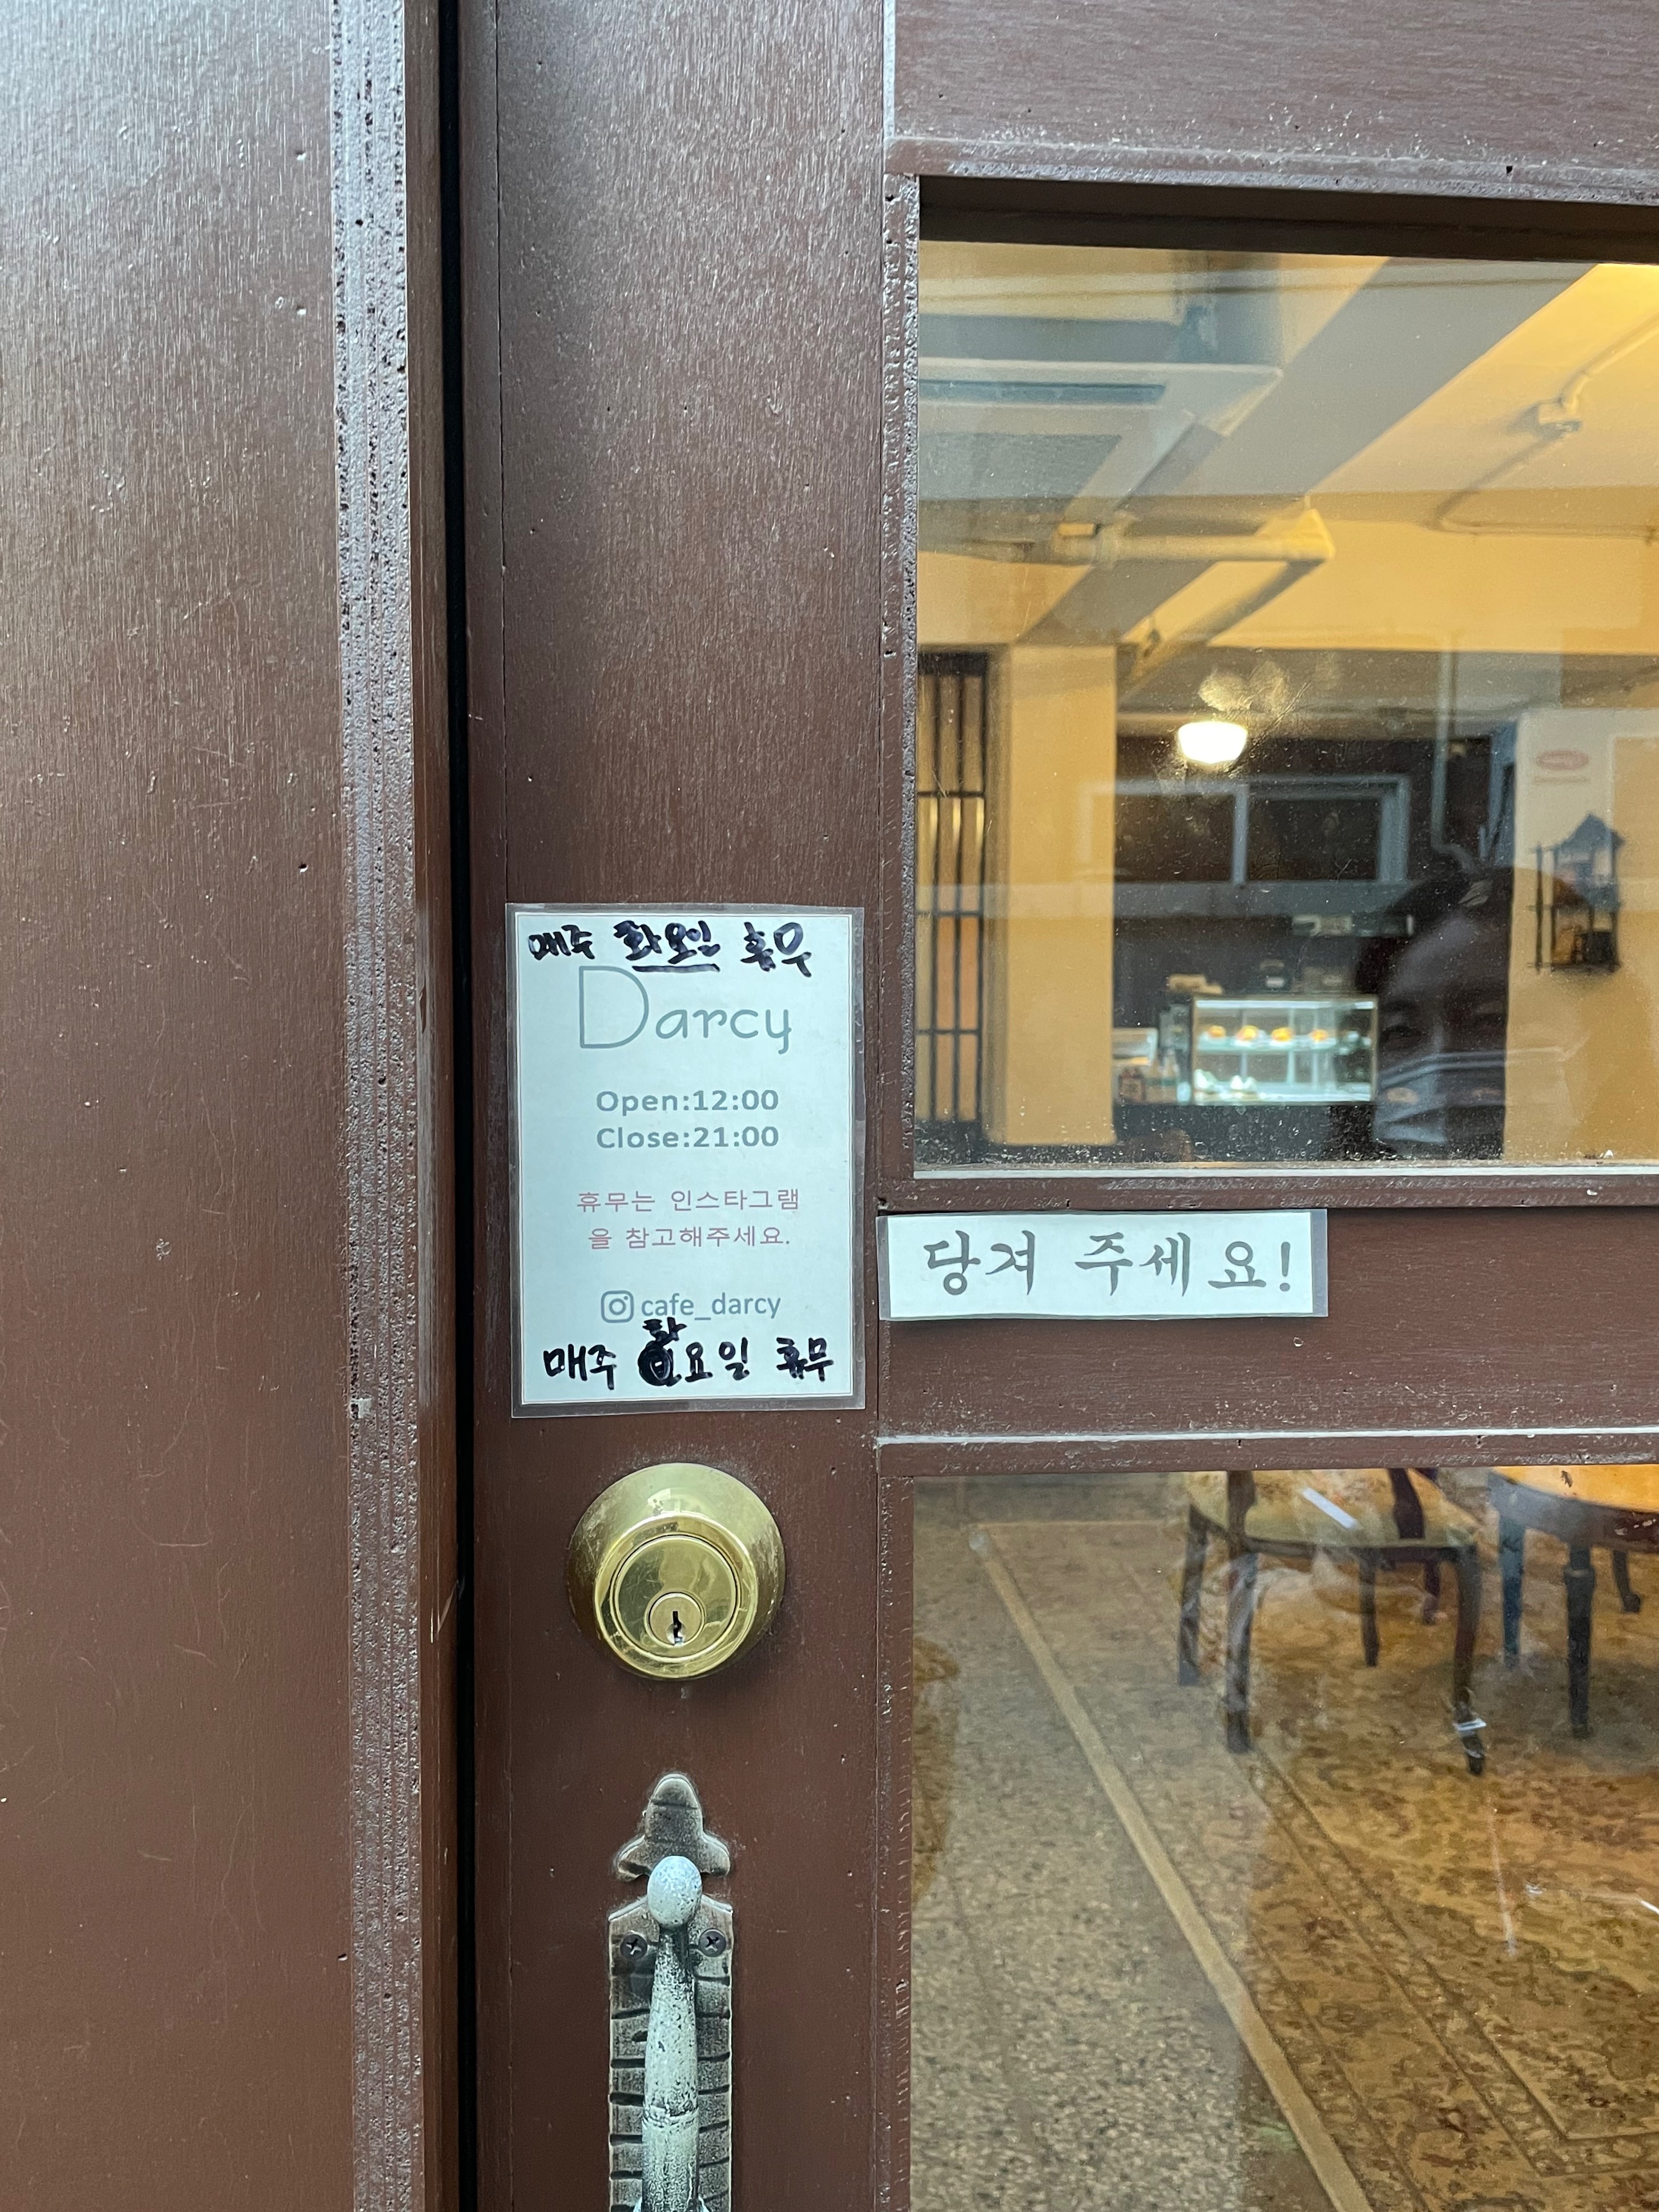 매주 화요일 휴무
Darcy
Open:12:00
Close:21:00
휴무는 인스타그램
을 참고해주세요.
cafe_darcy
화
매주 요일 휴무
당겨 주세요!